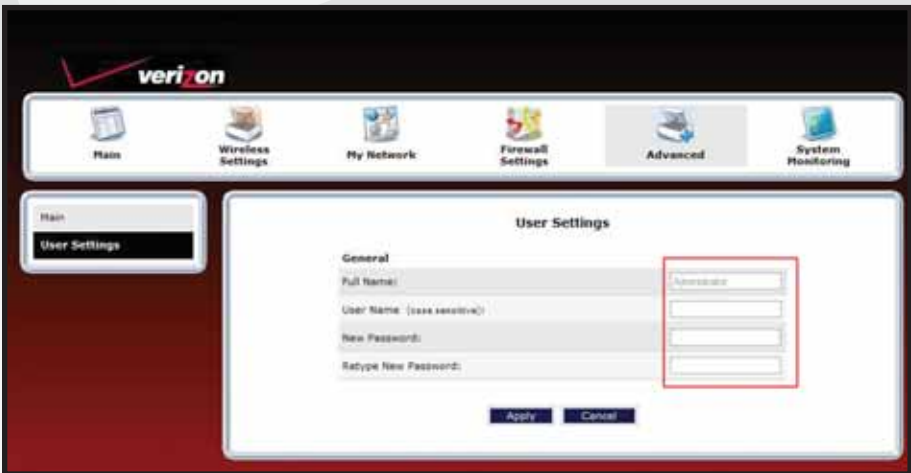 verizon
Main
Wireless Settings
My Network
Firewall Settings
Advanced
System Monitoring
Main
User Settings
User Settings
General
Full Name:
Administrator
User Name (case sensitive):
New Password:
Retype New Password:
Apply
Cancel